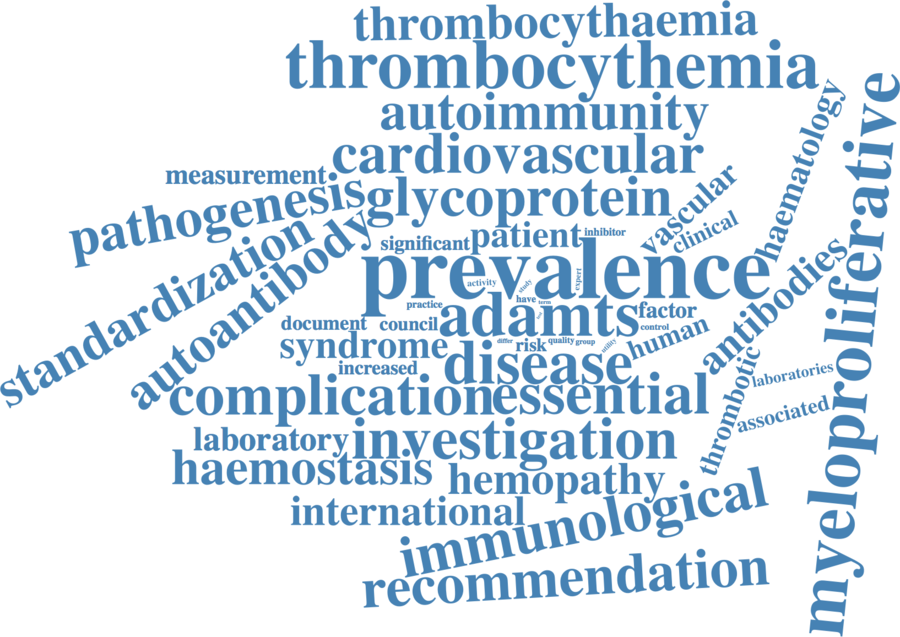 thrombocythaemia
thrombocythemia
autoimmunity
haematology
myeloproliferative
cardiovascular
measurement
pathogenesis
glycoprotein
vascular
clinical
standardization
autoantibody
significant
patient
inhibitor
prevalence
antibodies
activity
study
expert
practice
have
term
adamts
factor
document
council
control
syndrome
differ
risk
quality
group
utility
human
increased
disease
thrombotic
laboratories
associated
complication
essential
laboratory
investigation
haemostasis
hemopathy
international
immunological
recommendation